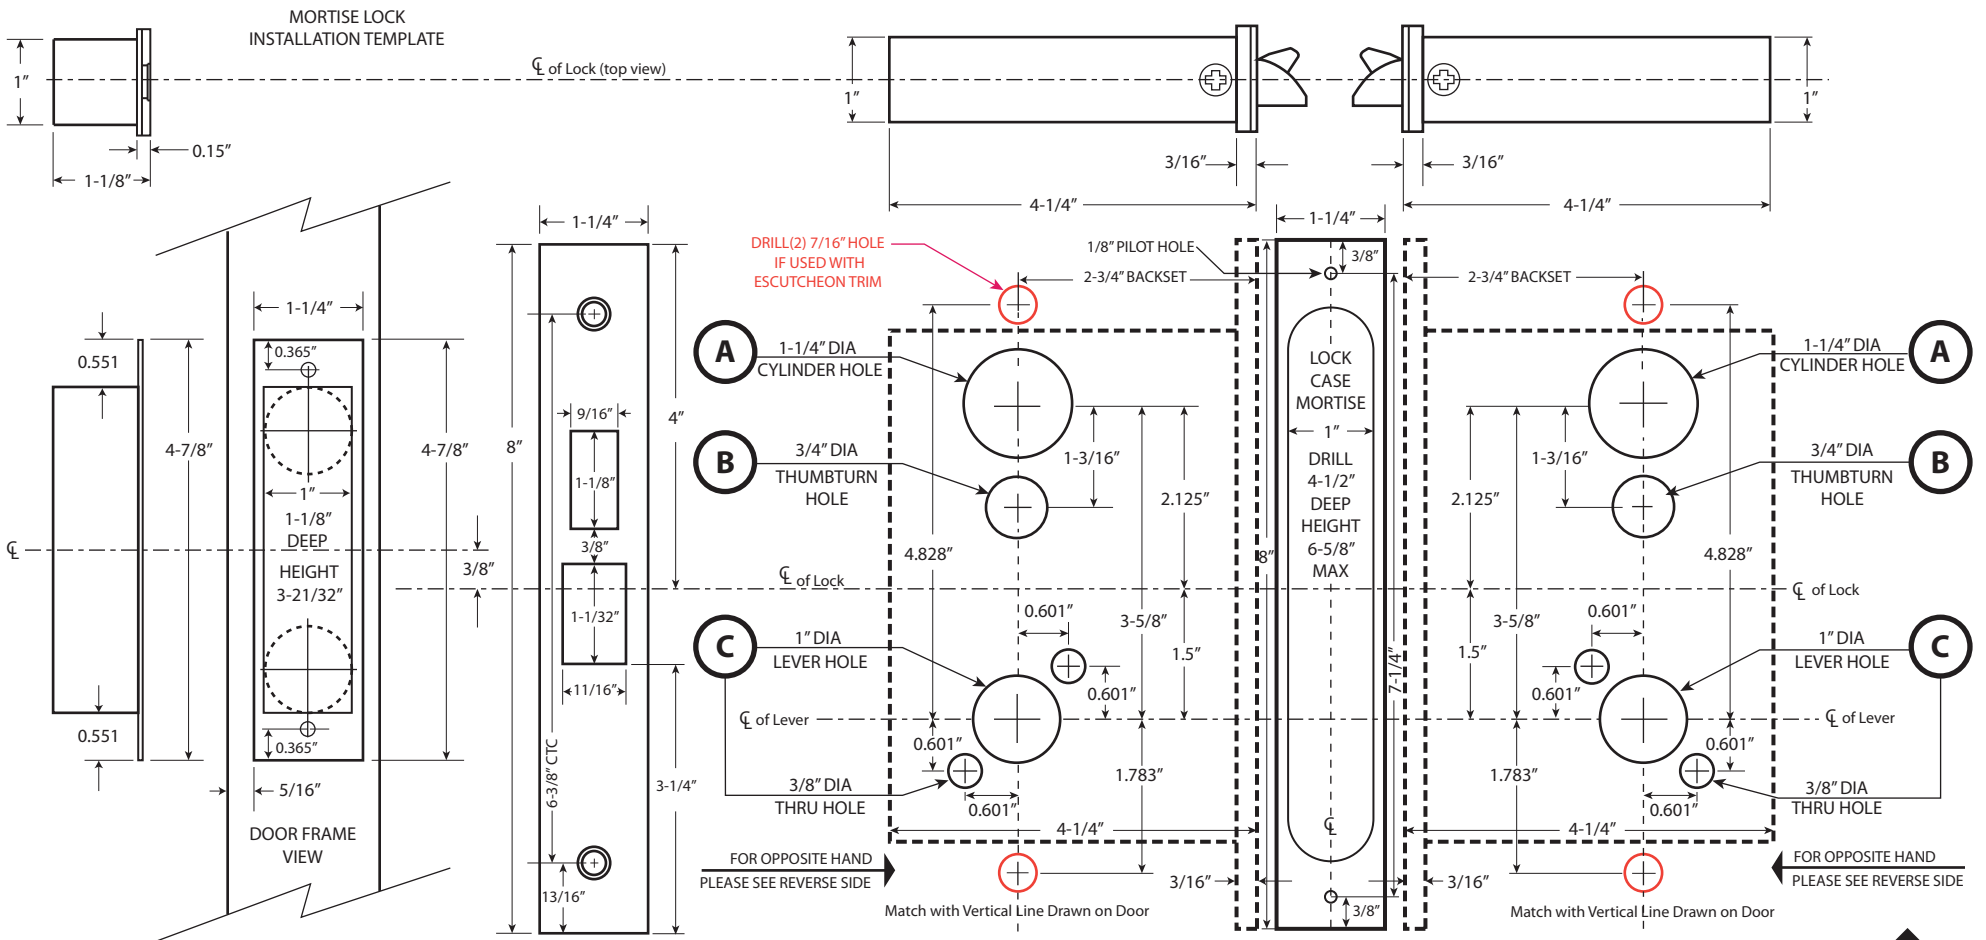 MORTISE LOCK
INSTALLATION TEMPLATE
℄ of Lock (top view)
1”
0.15”
1-1/8”
1”
3/16”
4-1/4”
1”
3/16”
4-1/4”
1-1/4”
0.551
4-7/8”
0.551
0.365”
1”
1-1/8”
DEEP
HEIGHT
3-21/32”
0.365”
4-7/8”
5/16”
DOOR FRAME
VIEW
℄
3/8”
1-1/4”
8”
4”
9/16”
1-1/8”
3/8”
1-1/32”
11/16”
6-3/8” CTC
3-1/4”
13/16”
DRILL(2) 7/16” HOLE
IF USED WITH
ESCUTCHEON TRIM
2-3/4” BACKSET
A
1-1/4” DIA
CYLINDER HOLE
B
3/4” DIA
THUMBTURN
HOLE
1-3/16”
2.125”
4.828”
℄ of Lock
3-5/8”
1.5”
0.601”
0.601”
C
1” DIA
LEVER HOLE
℄ of Lever
0.601”
0.601”
1.783”
3/8” DIA
THRU HOLE
4-1/4”
FOR OPPOSITE HAND
PLEASE SEE REVERSE SIDE
3/16”
Match with Vertical Line Drawn on Door
1-1/4”
1/8” PILOT HOLE
3/8”
LOCK
CASE
MORTISE
1”
DRILL
4-1/2”
DEEP
HEIGHT
6-5/8”
MAX
8”
7-1/4”
℄
3/8”
2-3/4” BACKSET
1-1/4” DIA
CYLINDER HOLE
A
3/4” DIA
THUMBTURN
HOLE
B
1-3/16”
2.125”
4.828”
℄ of Lock
3-5/8”
1.5”
0.601”
0.601”
1” DIA
LEVER HOLE
C
℄ of Lever
0.601”
0.601”
1.783”
3/8” DIA
THRU HOLE
4-1/4”
FOR OPPOSITE HAND
PLEASE SEE REVERSE SIDE
3/16”
Match with Vertical Line Drawn on Door